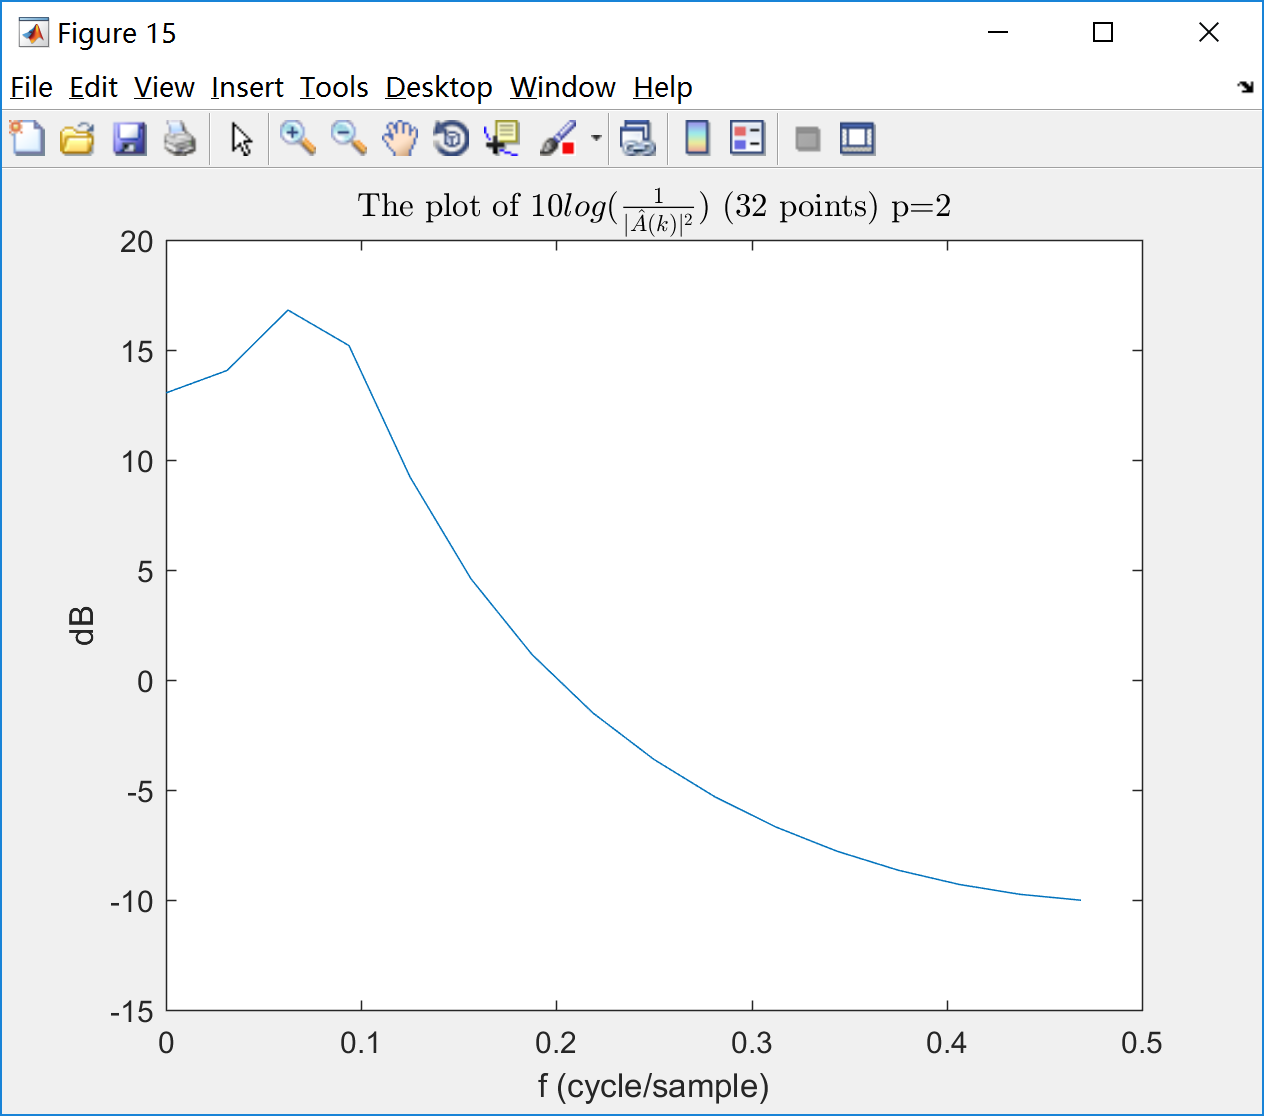 Figure 15
File Edit View Insert Tools Desktop Window Help
The plot of 10log(1/|Â(k)|²) (32 points) p=2
20
15
10
5
0
-5
-10
-15
dB
0 0.1 0.2 0.3 0.4 0.5
f (cycle/sample)